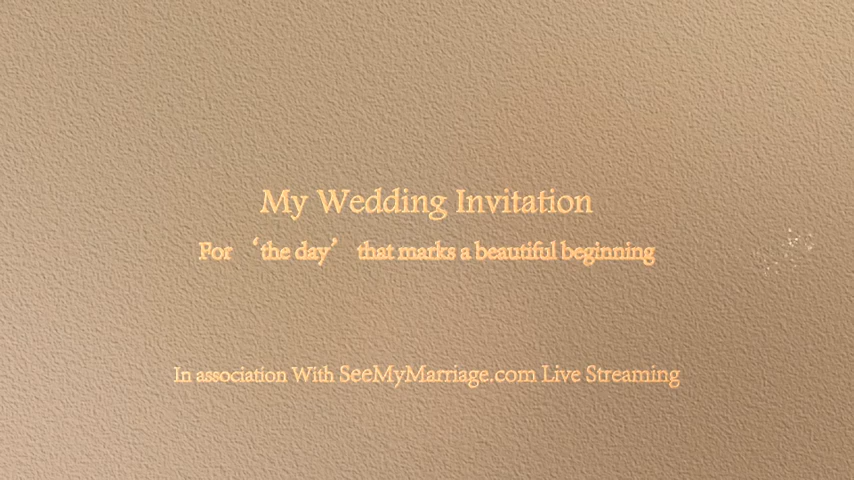 My Wedding Invitation
For ‘the day’ that marks a beautiful beginning
In association With SeeMyMarriage.com Live Streaming